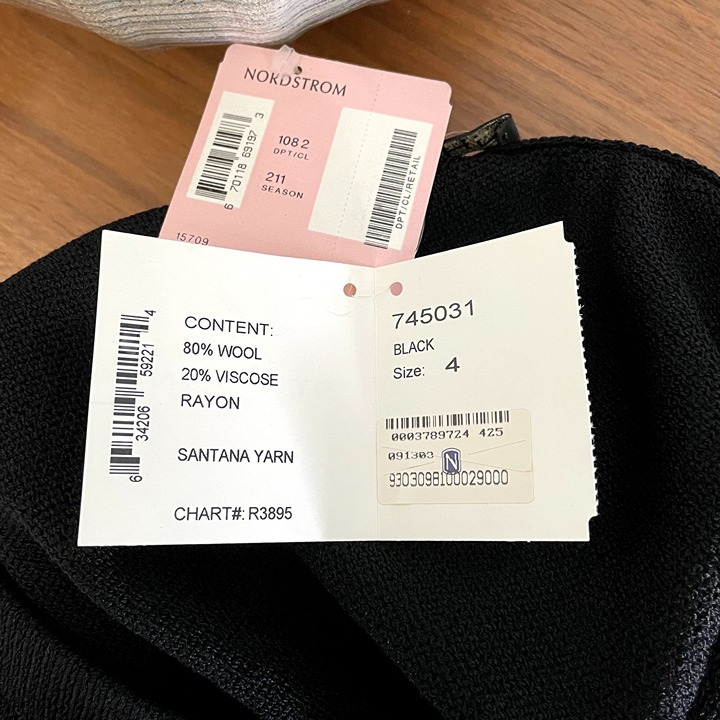 NORDSTROM
6 70118 69197 3
1082
DPT/CL
211
SEASON
DPT/CL/RETAIL
15709
6 34206 59221 4
CONTENT:
80% WOOL
20% VISCOSE
RAYON
SANTANA YARN
CHART#: R3895
745031
BLACK
Size: 4
0003789724 425
091303
N
9303098100029000